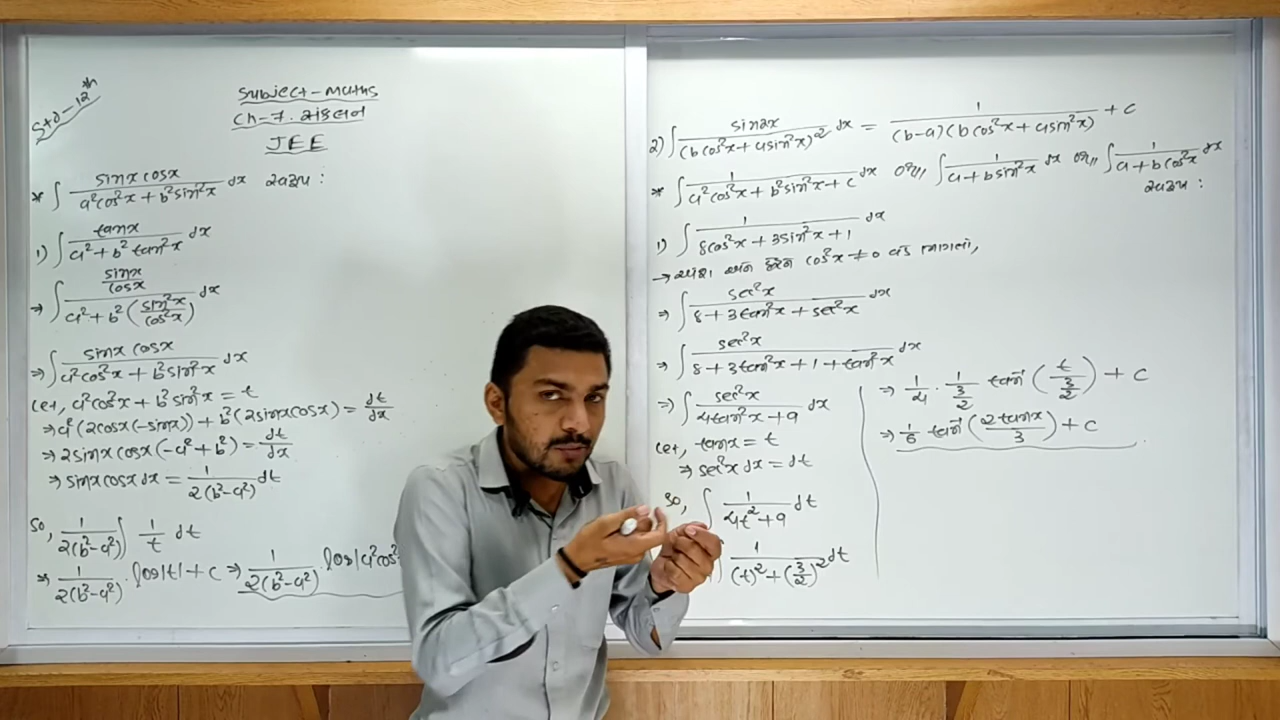 Std-12th
Subject-Maths
Ch-7. સંકલન
JEE
* ∫ sinx cosx / (a²cos²x + b²sin²x) dx સ્વરૂપ :
1) ∫ tanx / (a² + b² tan²x) dx
⇒ ∫ (sinx/cosx) / (a² + b² (sin²x/cos²x)) dx
⇒ ∫ sinx cosx / (a²cos²x + b²sin²x) dx
Let, a²cos²x + b²sin²x = t
⇒ a²(2cosx(-sinx)) + b²(2sinxcosx) = dt/dx
⇒ 2sinx cosx (-a² + b²) = dt/dx
⇒ sinx cosx dx = 1/(2(b²-a²)) dt
So, 1/(2(b²-a²)) ∫ 1/t dt
⇒ 1/(2(b²-a²)) . log|t| + c ⇒ 1/(2(b²-a²)) . log|a²cos²
2) ∫ sin2x / (bcos²x + asin²x)² dx = 1 / ((b-a)(bcos²x + asin²x)) + c
* ∫ 1 / (a²cos²x + b²sin²x + c) dx અથવા ∫ 1 / (a + bsin²x) dx અથવા ∫ 1 / (a + bcos²x) dx
સ્વરૂપ :
1) ∫ 1 / (8cos²x + 3sin²x + 1) dx
→ અંશ અને છેદને cos²x ≠ 0 વડે ભાગતાં,
⇒ ∫ sec²x / (8 + 3tan²x + sec²x) dx
⇒ ∫ sec²x / (8 + 3tan²x + 1 + tan²x) dx
⇒ ∫ sec²x / (4tan²x + 9) dx
Let, tanx = t
⇒ sec²x dx = dt
So, ∫ 1 / (4t² + 9) dt
1 / ((t)² + (3/2)²) dt
⇒ 1/4 . 1/(3/2) tan⁻¹ (t/(3/2)) + c
⇒ 1/6 tan⁻¹ (2tanx/3) + c